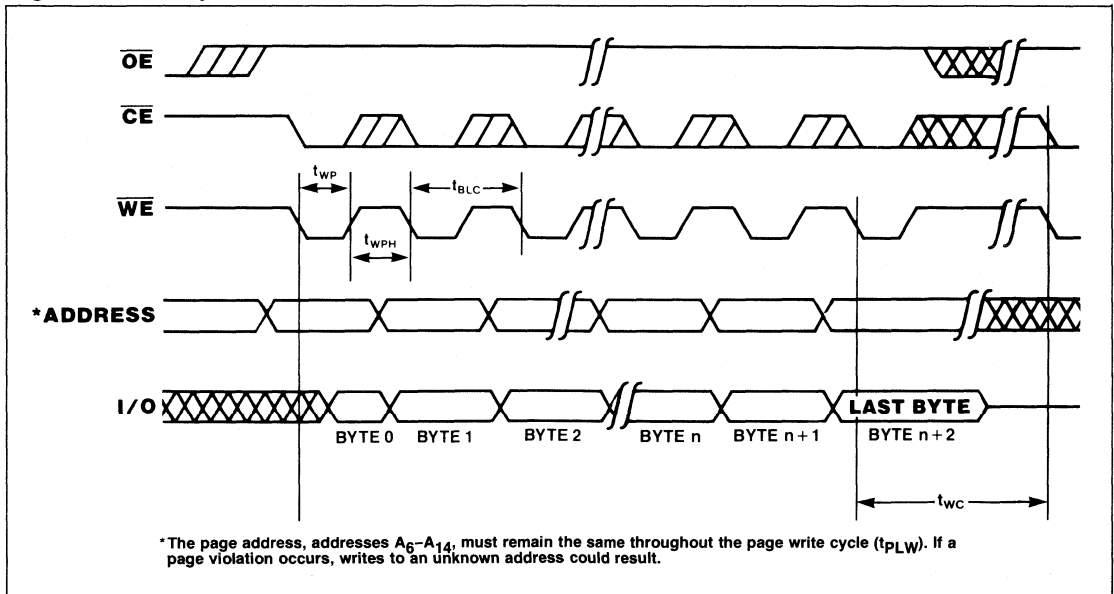 OE
CE
tWP
tBLC
WE
tWPH
*ADDRESS
I/O
LAST BYTE
BYTE 0 BYTE 1 BYTE 2 BYTE n BYTE n+1 BYTE n+2
tWC
*The page address, addresses A6–A14, must remain the same throughout the page write cycle (tPLW). If a
page violation occurs, writes to an unknown address could result.